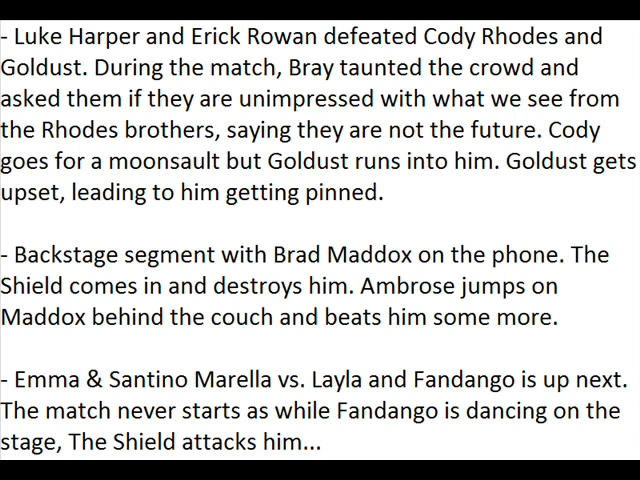 - Luke Harper and Erick Rowan defeated Cody Rhodes and
Goldust. During the match, Bray taunted the crowd and
asked them if they are unimpressed with what we see from
the Rhodes brothers, saying they are not the future. Cody
goes for a moonsault but Goldust runs into him. Goldust gets
upset, leading to him getting pinned.
- Backstage segment with Brad Maddox on the phone. The
Shield comes in and destroys him. Ambrose jumps on
Maddox behind the couch and beats him some more.
- Emma & Santino Marella vs. Layla and Fandango is up next.
The match never starts as while Fandango is dancing on the
stage, The Shield attacks him...